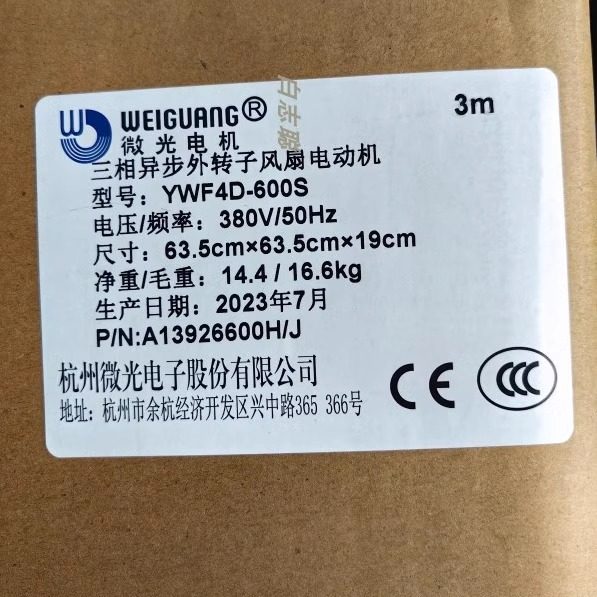 WEIGUANG®
微光电机
3m
白志聪
三相异步外转子风扇电动机
型号：YWF4D-600S
电压/频率：380V/50Hz
尺寸：63.5cm×63.5cm×19cm
净重/毛重：14.4 / 16.6kg
生产日期：2023年7月
P/N:A13926600H/J
杭州微光电子股份有限公司
地址：杭州市余杭经济开发区兴中路365 366号
CE
CCC